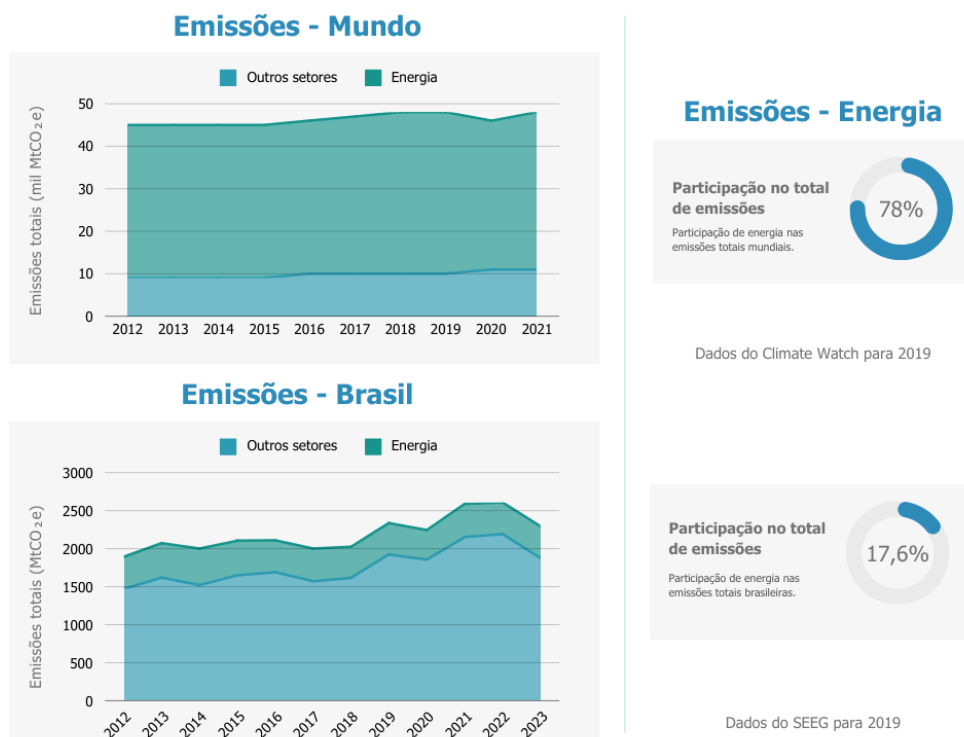 Emissões - Mundo
Outros setores
Energia
Emissões totais (mil MtCO₂e)
50
40
30
20
10
0
2012 2013 2014 2015 2016 2017 2018 2019 2020 2021
Emissões - Brasil
Outros setores
Energia
Emissões totais (MtCO₂e)
3000
2500
2000
1500
1000
500
0
2012 2013 2014 2015 2016 2017 2018 2019 2020 2021 2022 2023
Emissões - Energia
Participação no total
de emissões
Participação de energia nas
emissões totais mundiais.
78%
Dados do Climate Watch para 2019
Participação no total
de emissões
Participação de energia nas
emissões totais brasileiras.
17,6%
Dados do SEEG para 2019